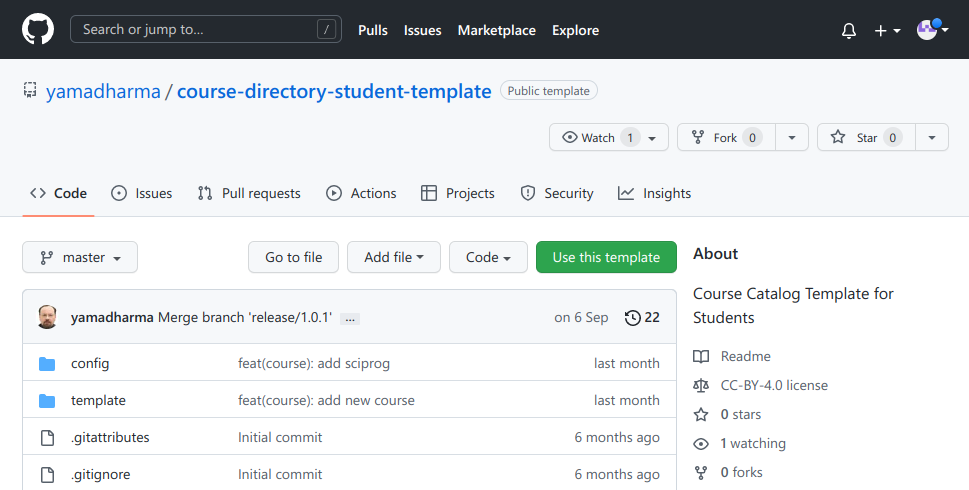 Search or jump to... /
Pulls Issues Marketplace Explore
yamadharma / course-directory-student-template Public template
Watch 1 Fork 0 Star 0
Code Issues Pull requests Actions Projects Security Insights
master Go to file Add file Code Use this template
yamadharma Merge branch 'release/1.0.1' ... on 6 Sep 22
config feat(course): add sciprog last month
template feat(course): add new course last month
.gitattributes Initial commit 6 months ago
.gitignore Initial commit 6 months ago
About
Course Catalog Template for
Students
Readme
CC-BY-4.0 license
0 stars
1 watching
0 forks